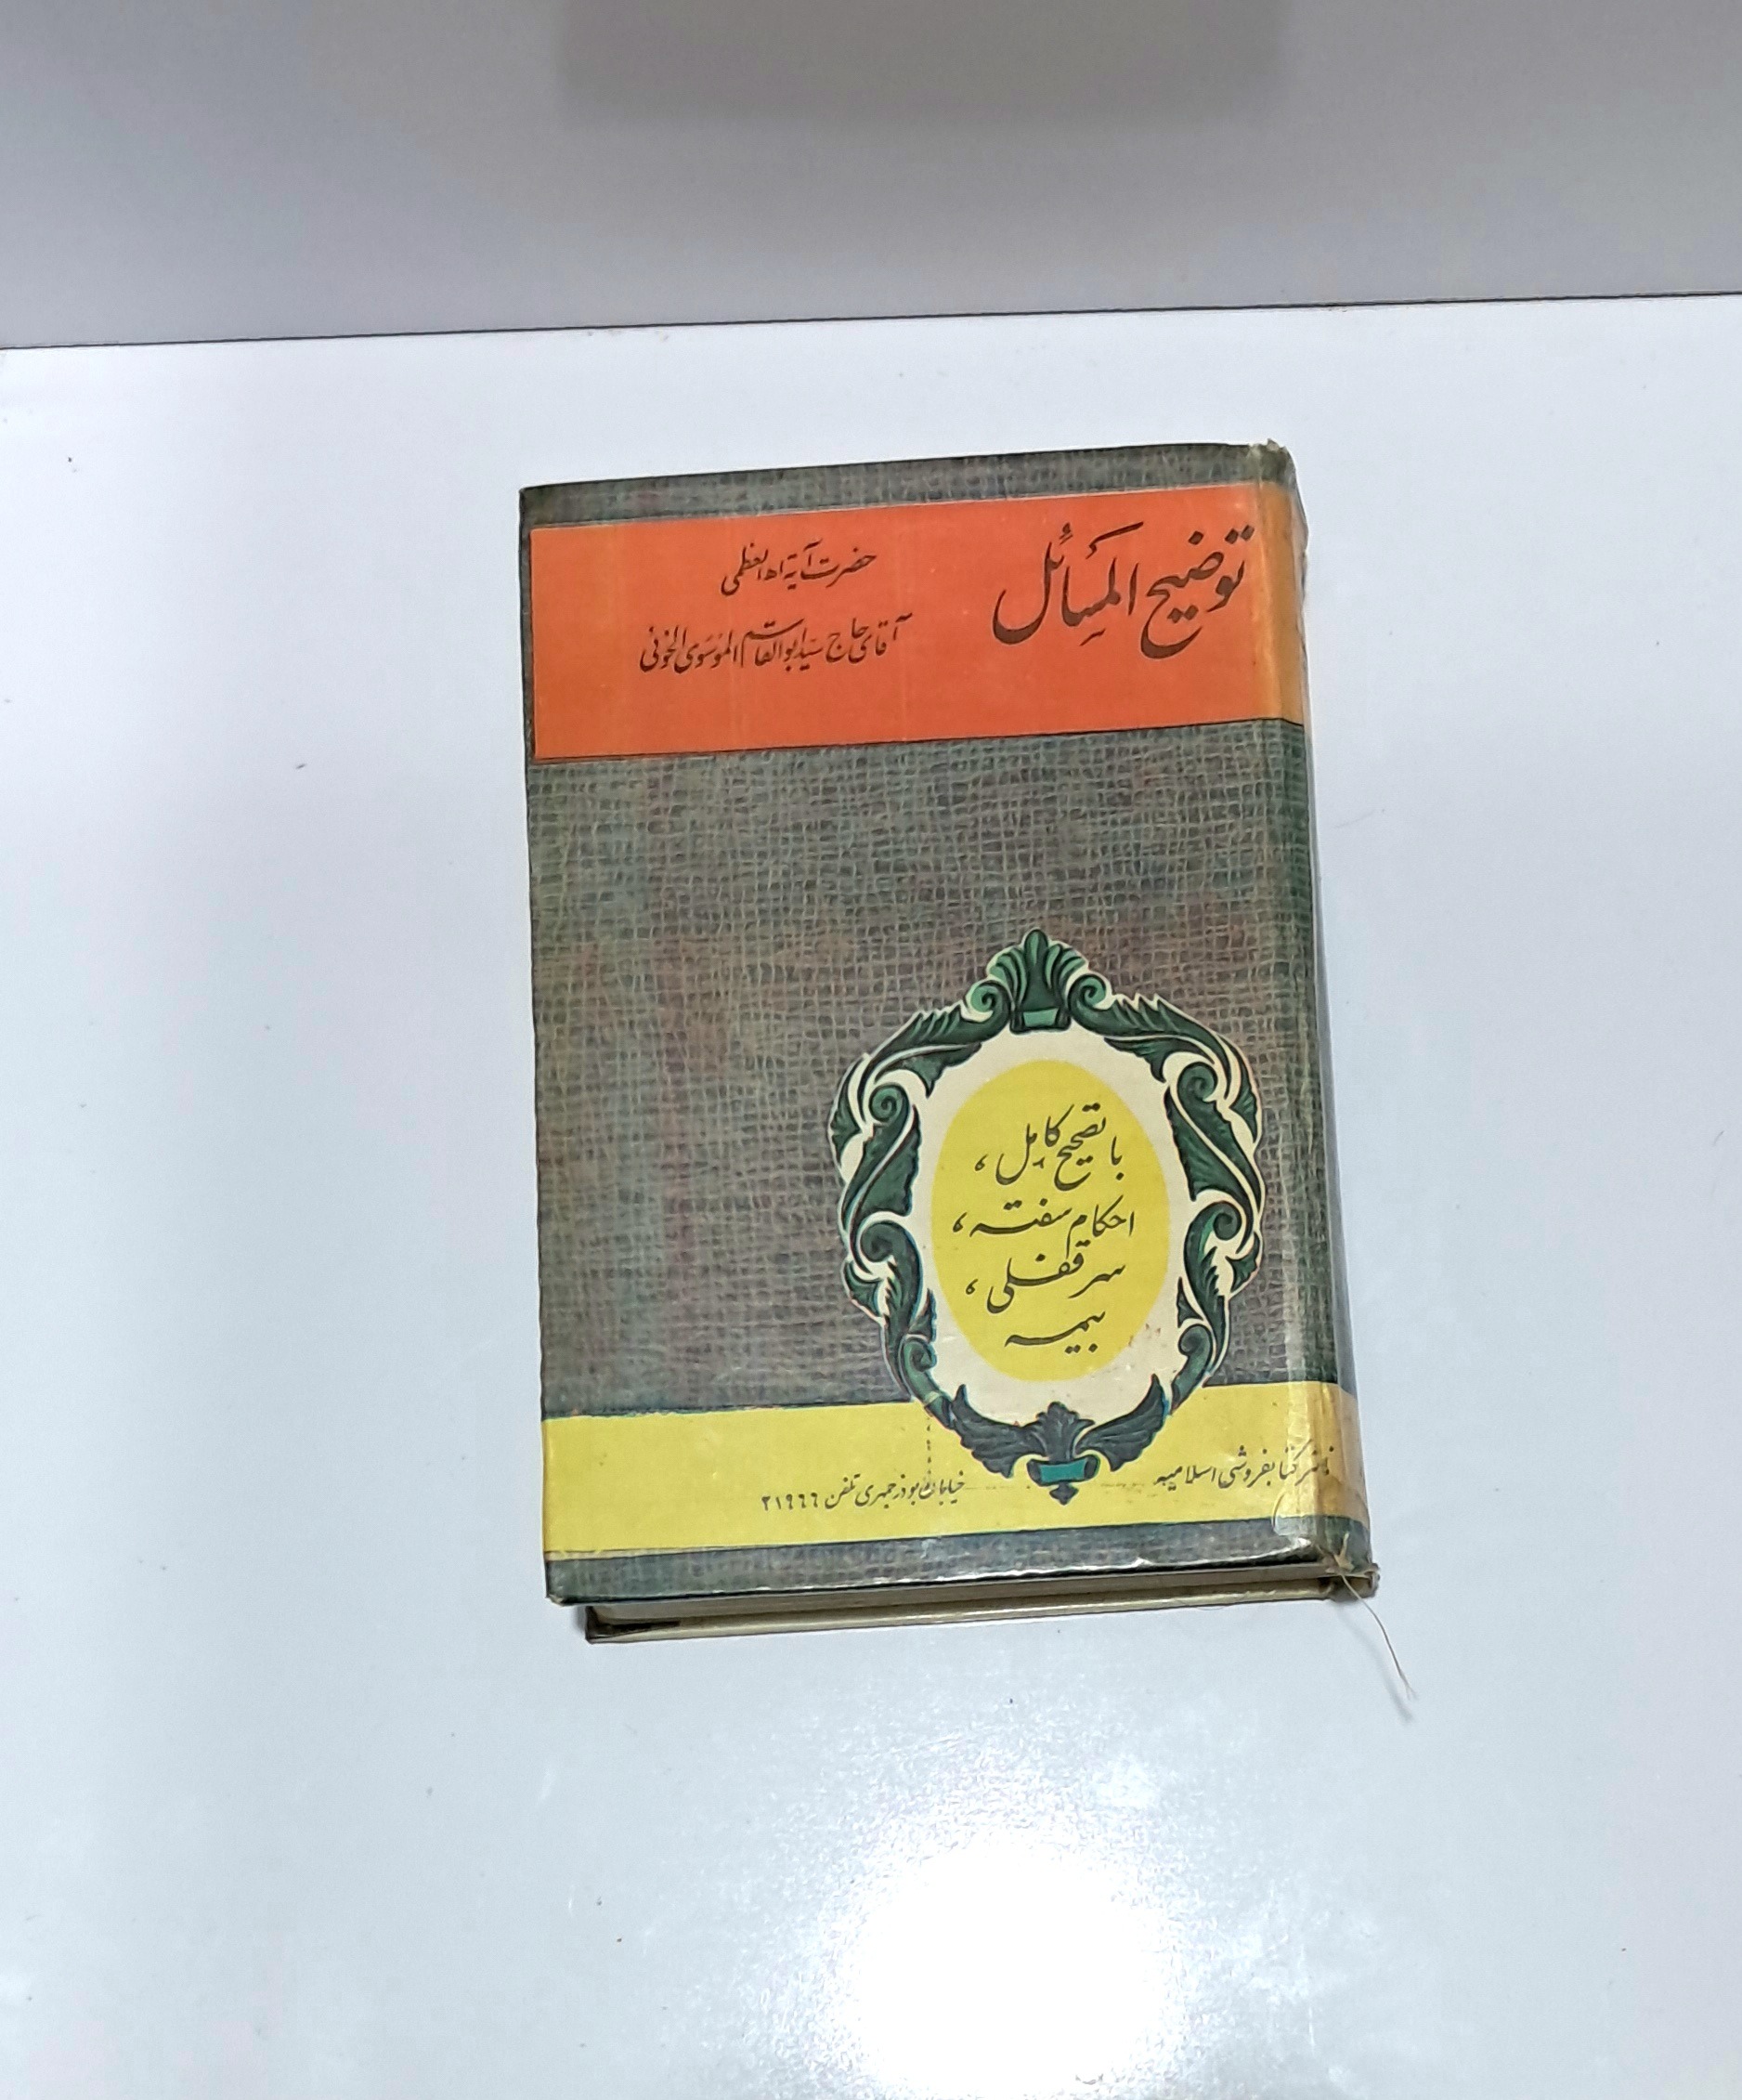 توضیح المسائل
حضرت آیة الله العظمی
آقای حاج سید ابوالقاسم الموسوی الخوئی
با تصحیح کامل،
احکام سفته،
سرقفلی،
بیمه
ناشر کتابفروشی اسلامیه
خیابان بوذرجمهری تلفن ۲۱۹۶۶